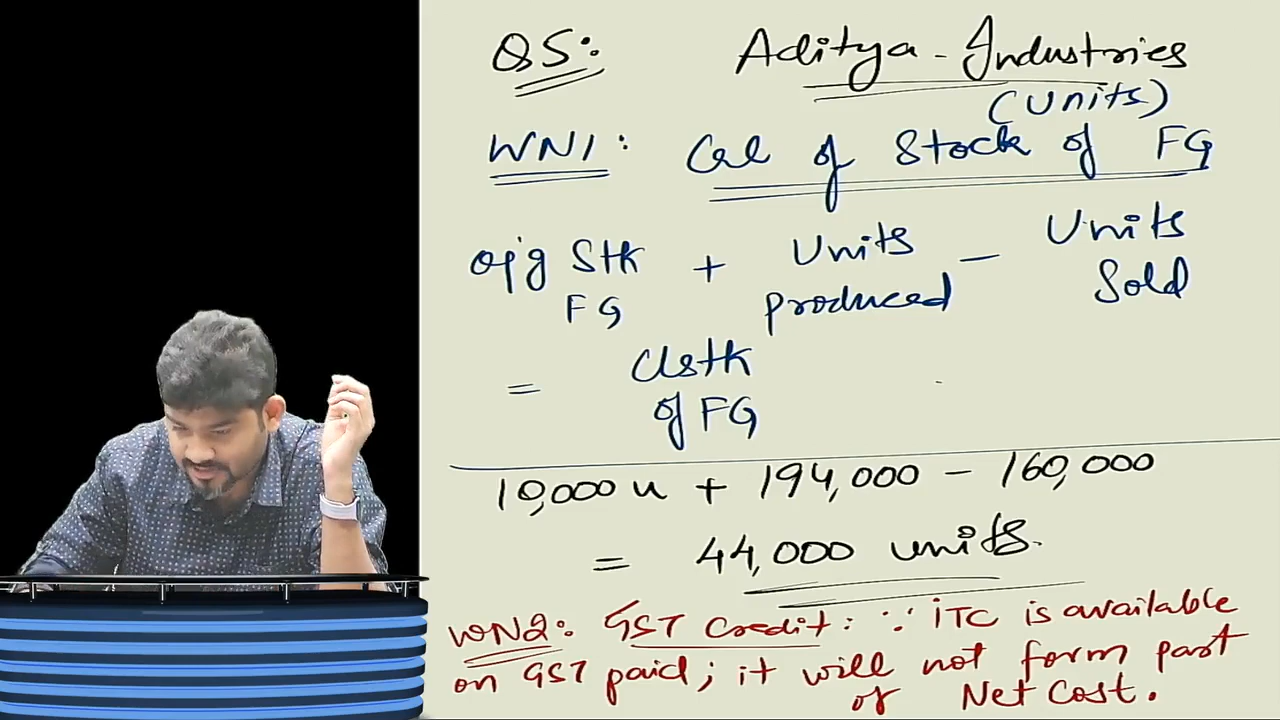 Q5: Aditya - Industries
(Units)
WN1: Cal of Stock of FG
op'g Stk + Units - Units
FG produced Sold
= Clstk
of FG
10,000 u + 194,000 - 160,000
= 44,000 units.
WN2: GST Credit: ∵ ITC is available
on GST paid; it will not form part
of Net Cost.